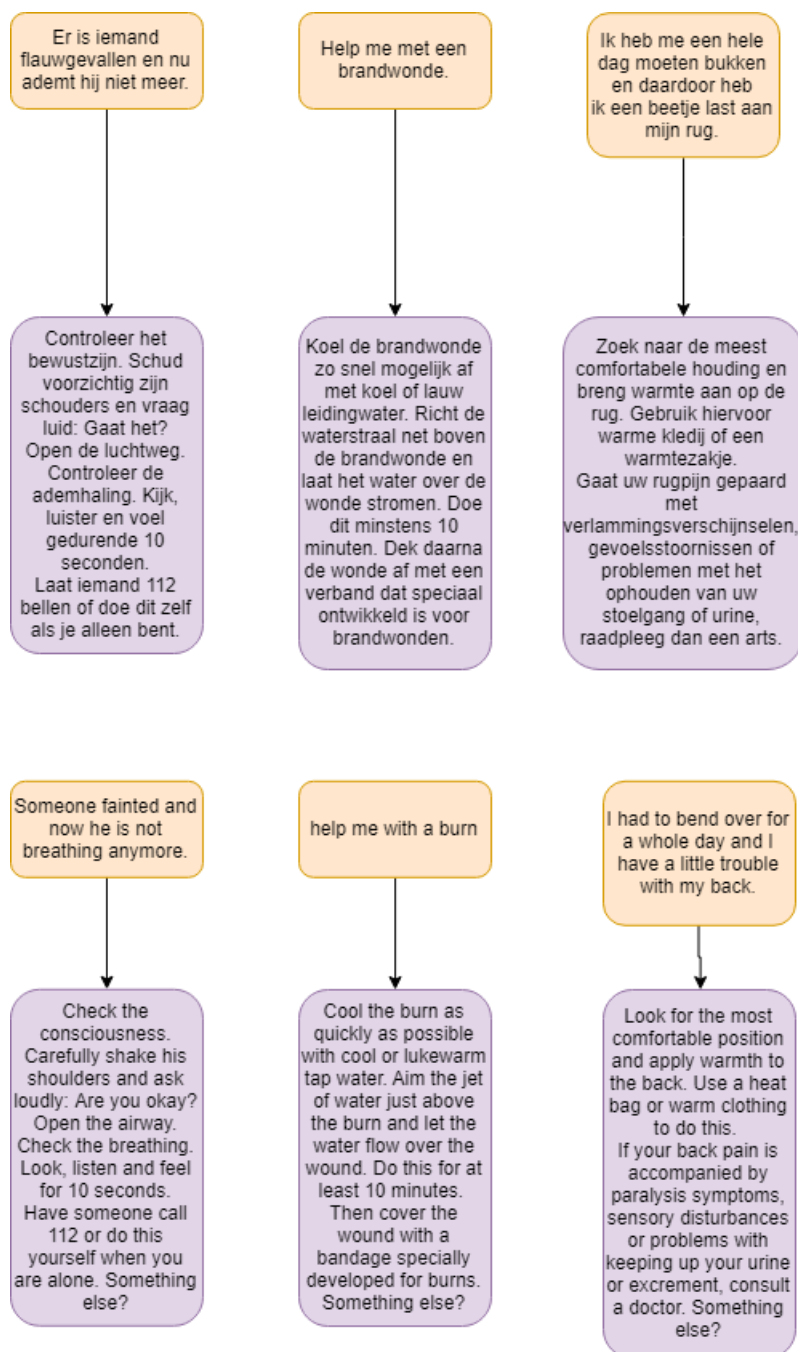 Er is iemand
flauwgevallen en nu
ademt hij niet meer.
Help me met een
brandwonde.
Ik heb me een hele
dag moeten bukken
en daardoor heb
ik een beetje last aan
mijn rug.
Controleer het
bewustzijn. Schud
voorzichtig zijn
schouders en vraag
luid: Gaat het?
Open de luchtweg.
Controleer de
ademhaling. Kijk,
luister en voel
gedurende 10
seconden.
Laat iemand 112
bellen of doe dit zelf
als je alleen bent.
Koel de brandwonde
zo snel mogelijk af
met koel of lauw
leidingwater. Richt de
waterstraal net boven
de brandwonde en
laat het water over de
wonde stromen. Doe
dit minstens 10
minuten. Dek daarna
de wonde af met een
verband dat speciaal
ontwikkeld is voor
brandwonden.
Zoek naar de meest
comfortabele houding en
breng warmte aan op de
rug. Gebruik hiervoor
warme kledij of een
warmtezakje.
Gaat uw rugpijn gepaard
met
verlammingsverschijnselen,
gevoelsstoornissen of
problemen met het
ophouden van uw
stoelgang of urine,
raadpleeg dan een arts.
Someone fainted and
now he is not
breathing anymore.
help me with a burn
I had to bend over for
a whole day and I
have a little trouble
with my back.
Check the
consciousness.
Carefully shake his
shoulders and ask
loudly: Are you okay?
Open the airway.
Check the breathing.
Look, listen and feel
for 10 seconds.
Have someone call
112 or do this
yourself when you
are alone. Something
else?
Cool the burn as
quickly as possible
with cool or lukewarm
tap water. Aim the jet
of water just above
the burn and let the
water flow over the
wound. Do this for at
least 10 minutes.
Then cover the
wound with a
bandage specially
developed for burns.
Something else?
Look for the most
comfortable position
and apply warmth to
the back. Use a heat
bag or warm clothing
to do this.
If your back pain is
accompanied by
paralysis symptoms,
sensory disturbances
or problems with
keeping up your urine
or excrement, consult
a doctor. Something
else?